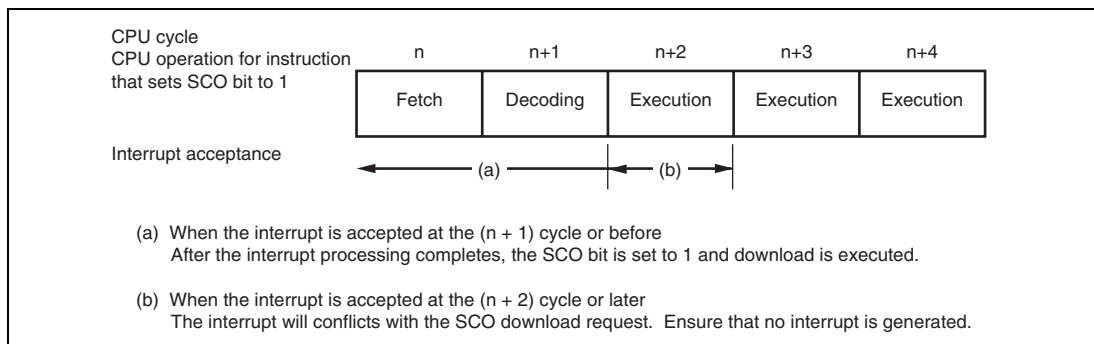 CPU cycle
CPU operation for instruction
that sets SCO bit to 1
n n+1 n+2 n+3 n+4
Fetch Decoding Execution Execution Execution
Interrupt acceptance
(a) (b)
(a) When the interrupt is accepted at the (n + 1) cycle or before
After the interrupt processing completes, the SCO bit is set to 1 and download is executed.
(b) When the interrupt is accepted at the (n + 2) cycle or later
The interrupt will conflicts with the SCO download request. Ensure that no interrupt is generated.